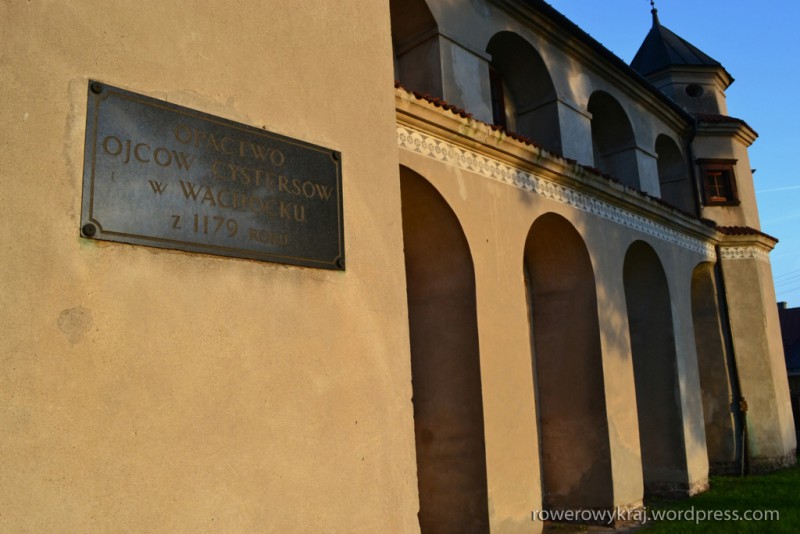 OPACTWO
OJCÓW CYSTERSÓW
W WĄCHOCKU
Z 1179 ROKU
rowerowykraj.wordpress.com